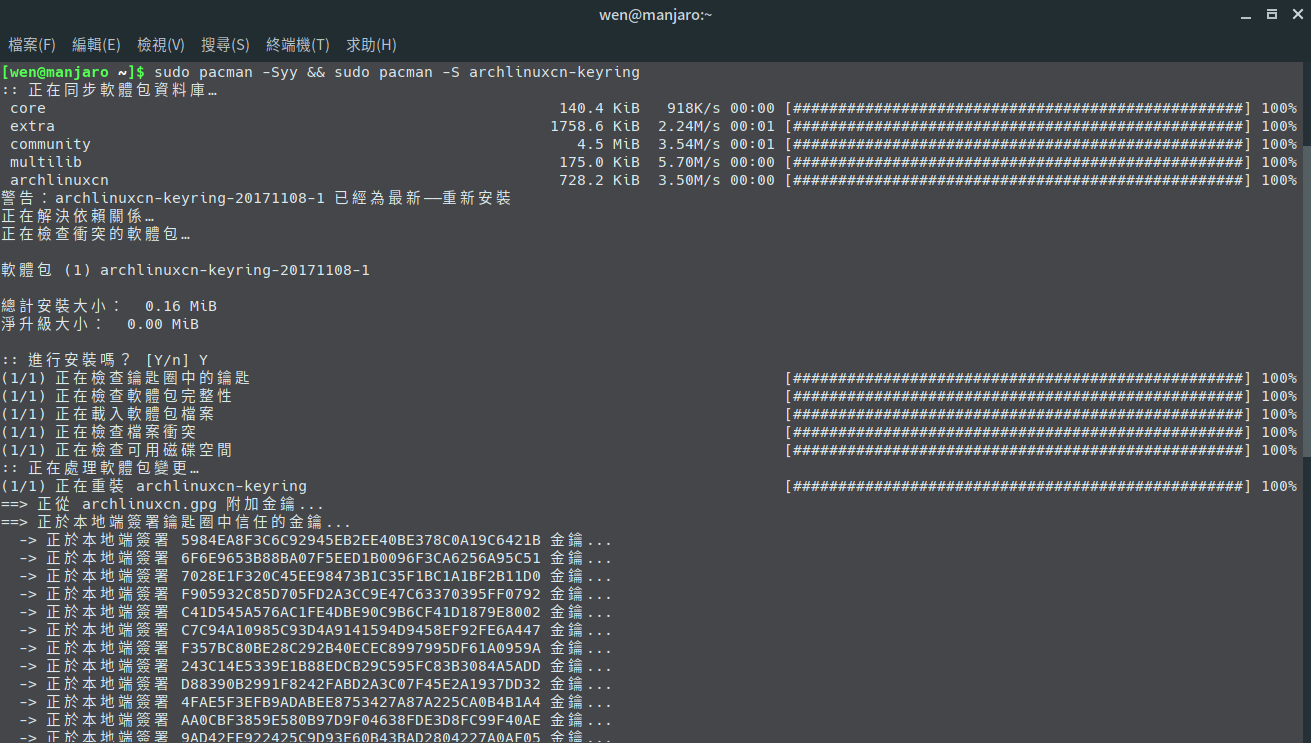 wen@manjaro:~
檔案(F) 編輯(E) 檢視(V) 搜尋(S) 終端機(T) 求助(H)
[wen@manjaro ~]$ sudo pacman -Syy && sudo pacman -S archlinuxcn-keyring
:: 正在同步軟體包資料庫…
core 140.4 KiB 918K/s 00:00 [##################################################] 100%
extra 1758.6 KiB 2.24M/s 00:01 [##################################################] 100%
community 4.5 MiB 3.54M/s 00:01 [##################################################] 100%
multilib 175.0 KiB 5.70M/s 00:00 [##################################################] 100%
archlinuxcn 728.2 KiB 3.50M/s 00:00 [##################################################] 100%
警告：archlinuxcn-keyring-20171108-1 已經為最新——重新安裝
正在解決依賴關係…
正在檢查衝突的軟體包…
軟體包 (1) archlinuxcn-keyring-20171108-1
總計安裝大小： 0.16 MiB
淨升級大小： 0.00 MiB
:: 進行安裝嗎？ [Y/n] Y
(1/1) 正在檢查鑰匙圈中的鑰匙 [##################################################] 100%
(1/1) 正在檢查軟體包完整性 [##################################################] 100%
(1/1) 正在載入軟體包檔案 [##################################################] 100%
(1/1) 正在檢查檔案衝突 [##################################################] 100%
(1/1) 正在檢查可用磁碟空間 [##################################################] 100%
:: 正在處理軟體包變更…
(1/1) 正在重裝 archlinuxcn-keyring [##################################################] 100%
==> 正從 archlinuxcn.gpg 附加金鑰...
==> 正於本地端簽署鑰匙圈中信任的金鑰...
-> 正於本地端簽署 5984EA8F3C6C92945EB2EE40BE378C0A19C6421B 金鑰...
-> 正於本地端簽署 6F6E9653B88BA07F5EED1B0096F3CA6256A95C51 金鑰...
-> 正於本地端簽署 7028E1F320C45EE98473B1C35F1BC1A1BF2B11D0 金鑰...
-> 正於本地端簽署 F905932C85D705FD2A3CC9E47C63370395FF0792 金鑰...
-> 正於本地端簽署 C41D545A576AC1FE4DBE90C9B6CF41D1879E8002 金鑰...
-> 正於本地端簽署 C7C94A10985C93D4A9141594D9458EF92FE6A447 金鑰...
-> 正於本地端簽署 F357BC80BE28C292B40ECEC8997995DF61A0959A 金鑰...
-> 正於本地端簽署 243C14E5339E1B88EDCB29C595FC83B3084A5ADD 金鑰...
-> 正於本地端簽署 D88390B2991F8242FABD2A3C07F45E2A1937DD32 金鑰...
-> 正於本地端簽署 4FAE5F3EFB9ADABEE8753427A87A225CA0B4B1A4 金鑰...
-> 正於本地端簽署 AA0CBF3859E580B97D9F04638FDE3D8FC99F40AE 金鑰...
-> 正於本地端簽署 9AD42FE922425C9D93E60B43BAD2804227A0AF05 金鑰...